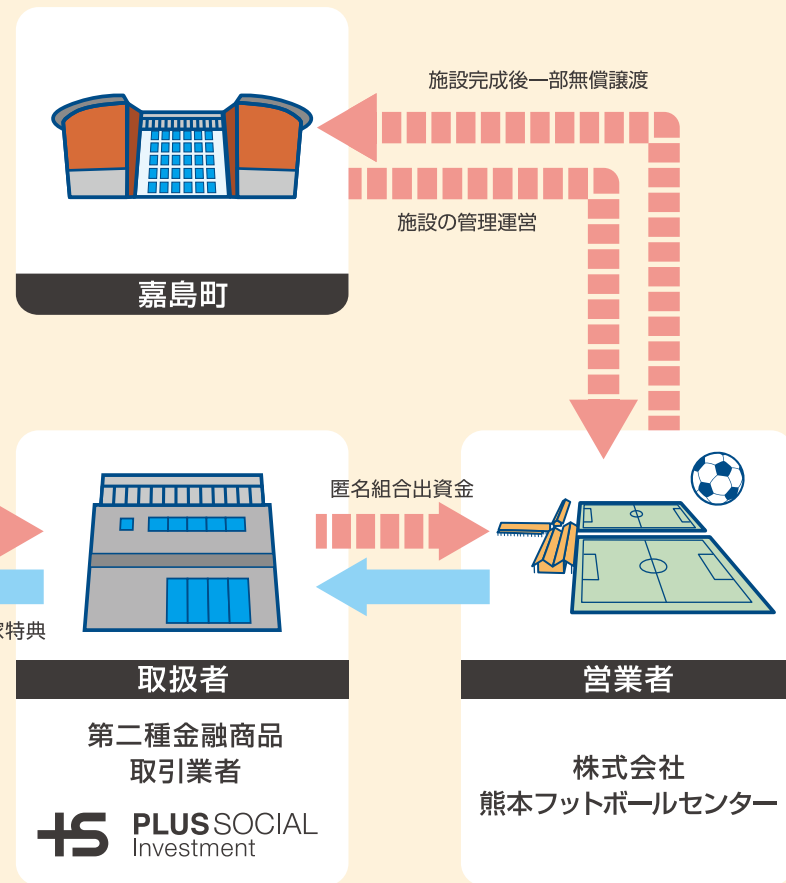 施設完成後一部無償譲渡
施設の管理運営
嘉島町
匿名組合出資金
特典
取扱者
第二種金融商品
取引業者
PLUS SOCIAL
Investment
営業者
株式会社
熊本フットボールセンター